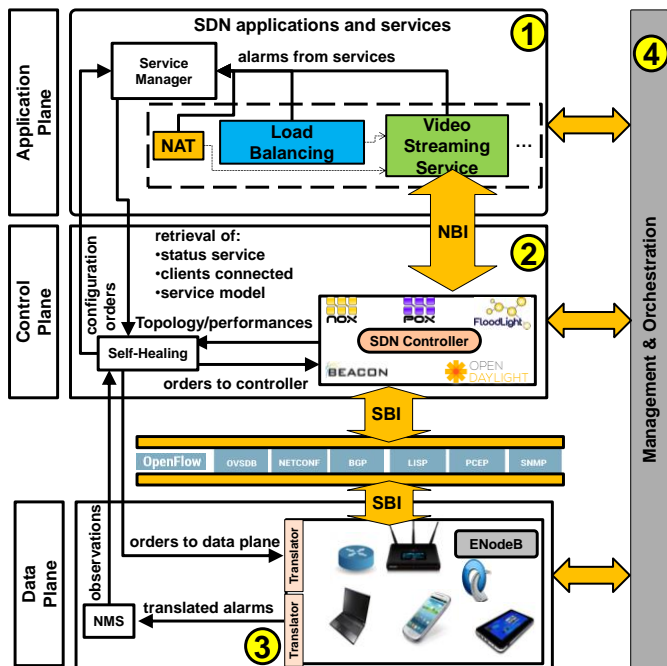 SDN applications and services
1
4
Application
Plane
Service
Manager
alarms from services
NAT
Load
Balancing
Video
Streaming
Service
...
NBI
Control
Plane
configuration
orders
retrieval of:
•status service
•clients connected
•service model
2
nox
POX
FloodLight
Topology/performances
SDN Controller
Self-Healing
orders to controller
BEACON
OPEN
DAYLIGHT
SBI
OpenFlow
OVSDB
NETCONF
BGP
LISP
PCEP
SNMP
SBI
Data
Plane
observations
orders to data plane
Translator
ENodeB
NMS
translated alarms
Translator
3
Management & Orchestration